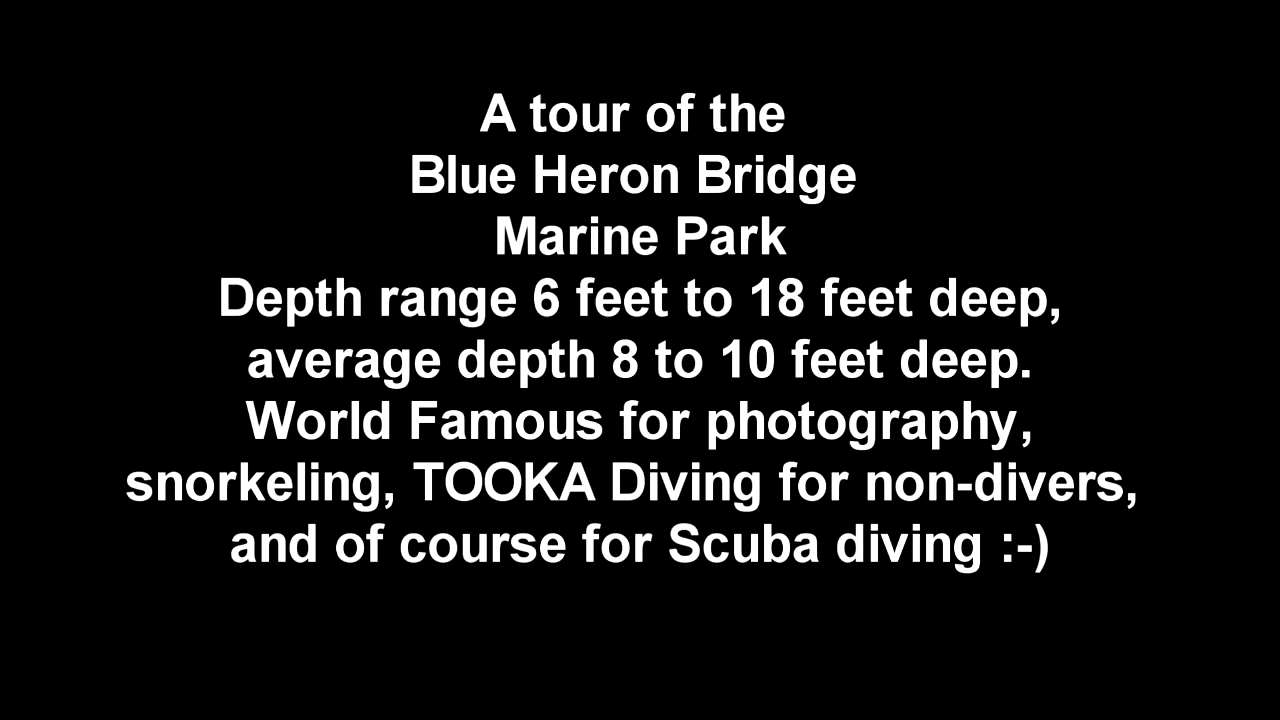 A tour of the
Blue Heron Bridge
Marine Park
Depth range 6 feet to 18 feet deep,
average depth 8 to 10 feet deep.
World Famous for photography,
snorkeling, TOOKA Diving for non-divers,
and of course for Scuba diving :-)